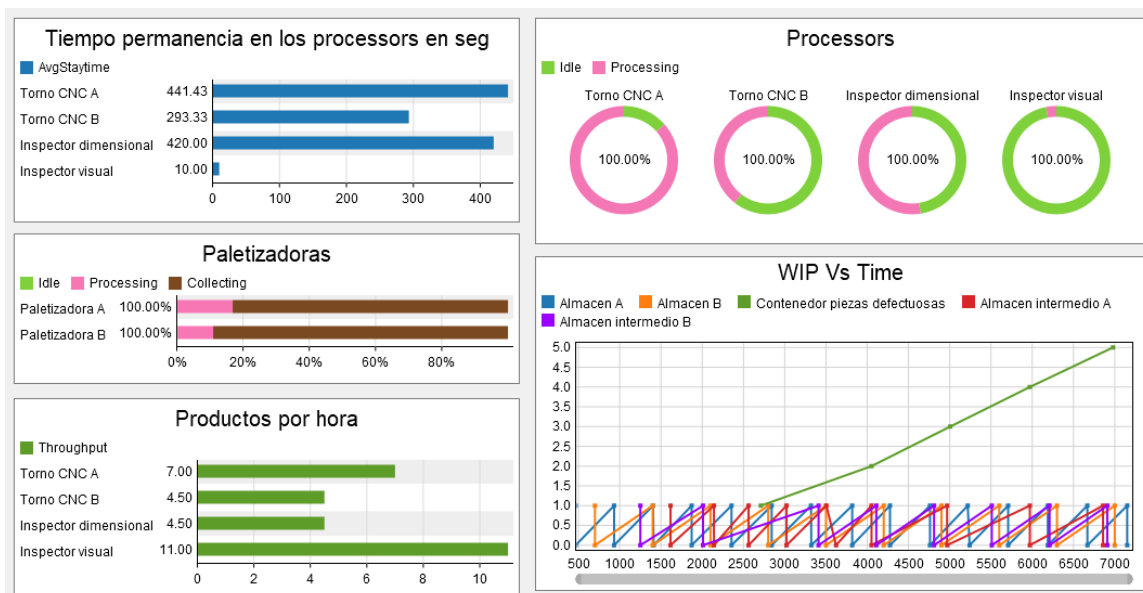 Tiempo permanencia en los processors en seg
AvgStaytime
Torno CNC A 441.43
Torno CNC B 293.33
Inspector dimensional 420.00
Inspector visual 10.00
0 100 200 300 400
Paletizadoras
Idle Processing Collecting
Paletizadora A 100.00%
Paletizadora B 100.00%
0% 20% 40% 60% 80%
Productos por hora
Throughput
Torno CNC A 7.00
Torno CNC B 4.50
Inspector dimensional 4.50
Inspector visual 11.00
0 2 4 6 8 10
Processors
Idle Processing
Torno CNC A Torno CNC B Inspector dimensional Inspector visual
100.00% 100.00% 100.00% 100.00%
WIP Vs Time
Almacen A Almacen B Contenedor piezas defectuosas Almacen intermedio A
Almacen intermedio B
5.0
4.5
4.0
3.5
3.0
2.5
2.0
1.5
1.0
0.5
0.0
500 1000 1500 2000 2500 3000 3500 4000 4500 5000 5500 6000 6500 7000